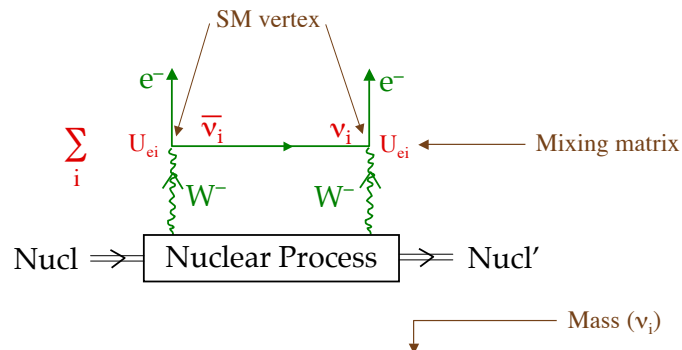 SM vertex
e⁻ e⁻
∑
i
U_ei ν̅_i ν_i U_ei Mixing matrix
W⁻ W⁻
Nucl Nuclear Process Nucl’
Mass (ν_i)